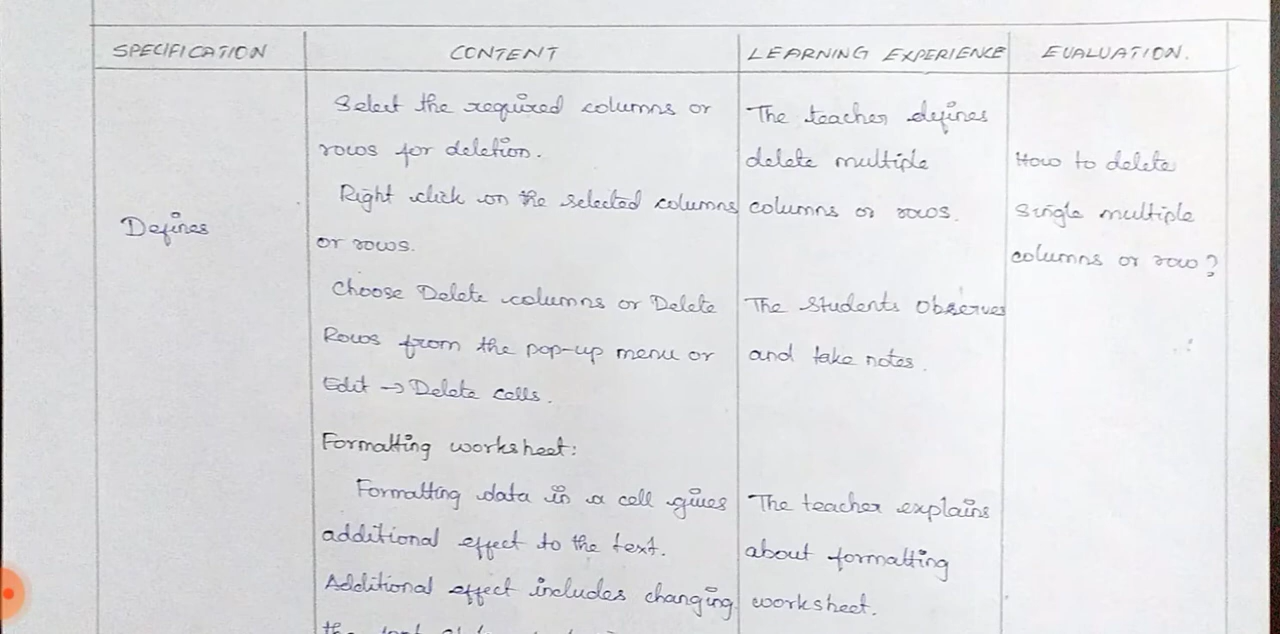 SPECIFICATION
CONTENT
LEARNING EXPERIENCE
EVALUATION.
Defines
Select the required columns or
rows for deletion.
Right click on the selected columns
or rows.
Choose Delete columns or Delete
Rows from the pop-up menu or
Edit → Delete cells.
Formatting worksheet:
Formatting data in a cell gives
additional effect to the text.
Additional effect includes changing
the
The teacher defines
delete multiple
columns or rows.
The students observes
and take notes.
The teacher explains
about formatting
worksheet.
How to delete
single multiple
columns or row?